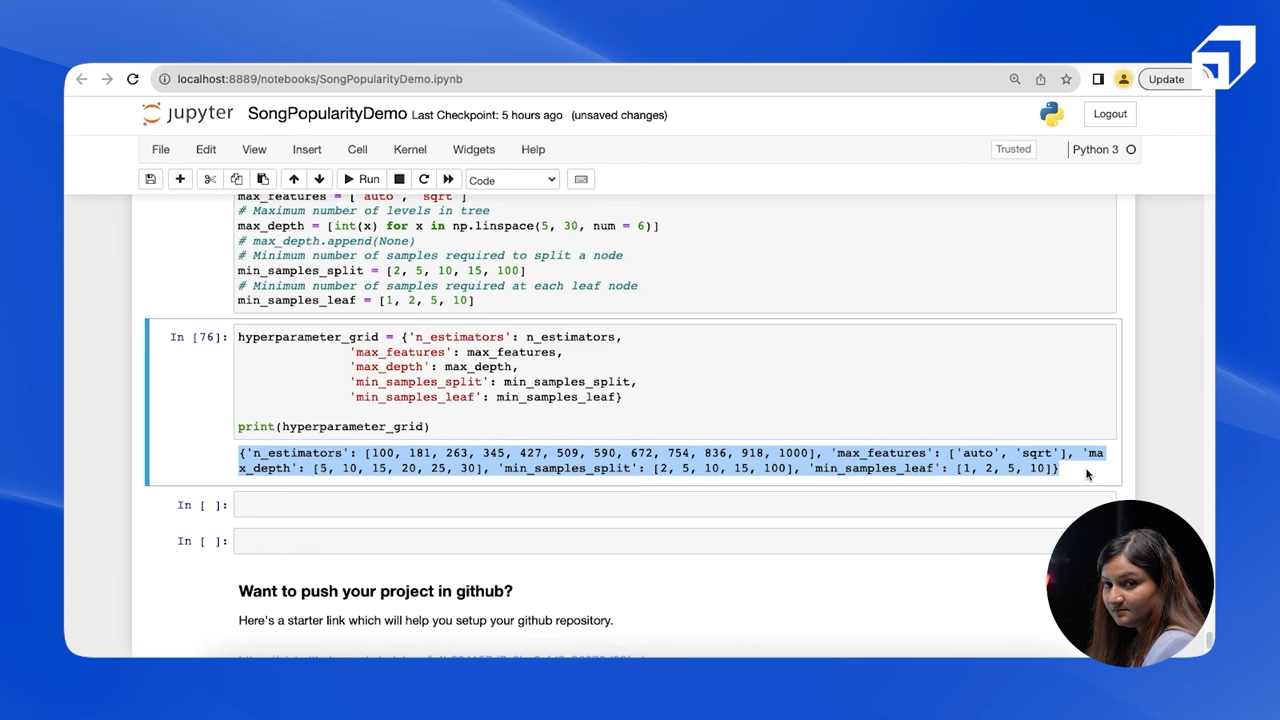 localhost:8889/notebooks/SongPopularityDemo.ipynb
Update
jupyter SongPopularityDemo Last Checkpoint: 5 hours ago (unsaved changes)
Logout
File Edit View Insert Cell Kernel Widgets Help
Trusted
Python 3
Run
Code
max_features = ['auto', 'sqrt']
# Maximum number of levels in tree
max_depth = [int(x) for x in np.linspace(5, 30, num = 6)]
# max_depth.append(None)
# Minimum number of samples required to split a node
min_samples_split = [2, 5, 10, 15, 100]
# Minimum number of samples required at each leaf node
min_samples_leaf = [1, 2, 5, 10]
In [76]: hyperparameter_grid = {'n_estimators': n_estimators,
'max_features': max_features,
'max_depth': max_depth,
'min_samples_split': min_samples_split,
'min_samples_leaf': min_samples_leaf}
print(hyperparameter_grid)
{'n_estimators': [100, 181, 263, 345, 427, 509, 590, 672, 754, 836, 918, 1000], 'max_features': ['auto', 'sqrt'], 'ma
x_depth': [5, 10, 15, 20, 25, 30], 'min_samples_split': [2, 5, 10, 15, 100], 'min_samples_leaf': [1, 2, 5, 10]}
In [ ]:
In [ ]:
Want to push your project in github?
Here's a starter link which will help you setup your github repository.